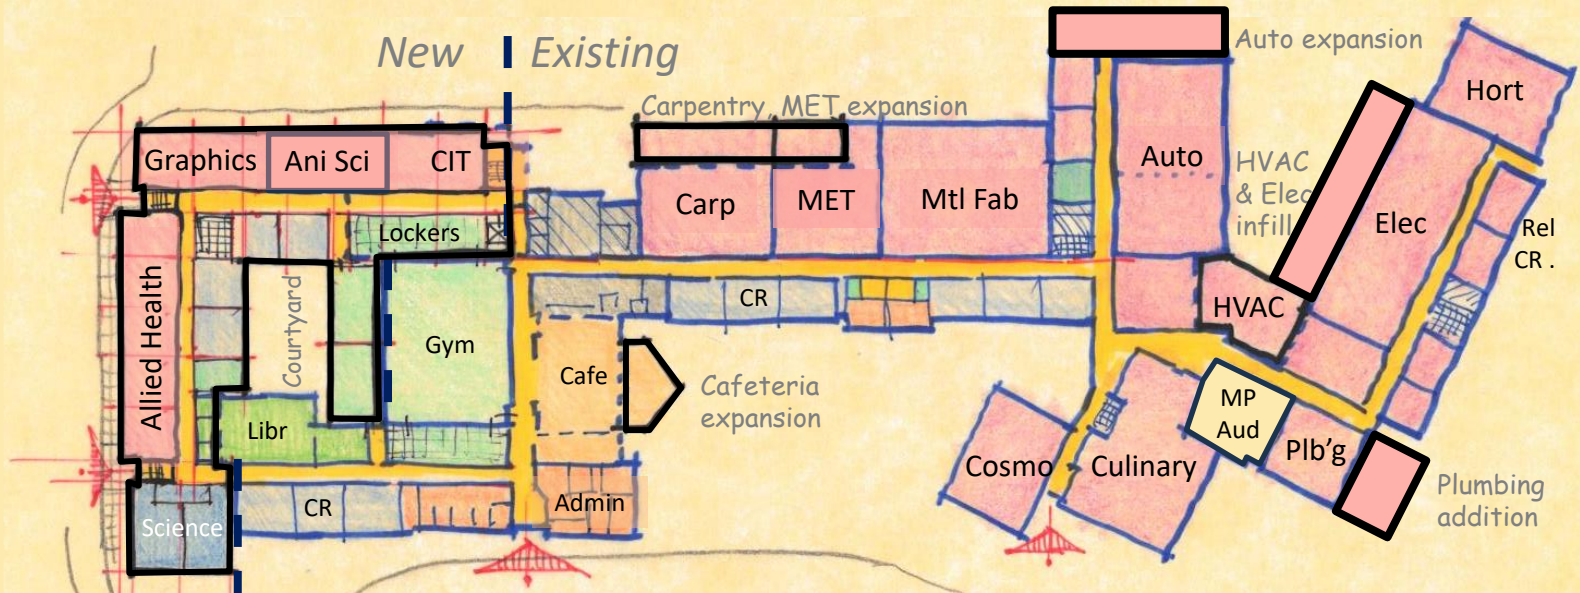 New
Existing
Auto expansion
Carpentry, MET expansion
Hort
Graphics
Ani Sci
CIT
Auto
HVAC
& Elec
infill
Carp
MET
Mtl Fab
Elec
Rel
CR .
Lockers
Allied Health
Courtyard
Gym
CR
HVAC
Cafe
Cafeteria
expansion
MP
Aud
Libr
Cosmo
Culinary
Plb'g
Plumbing
addition
Science
CR
Admin